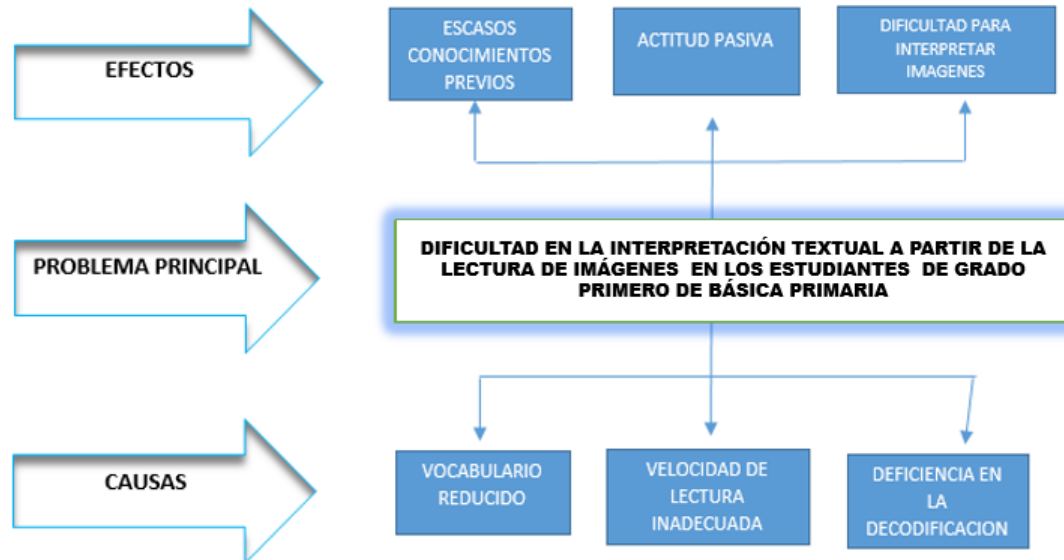 EFECTOS
ESCASOS
CONOCIMIENTOS
PREVIOS
ACTITUD PASIVA
DIFICULTAD PARA
INTERPRETAR
IMAGENES
PROBLEMA PRINCIPAL
DIFICULTAD EN LA INTERPRETACIÓN TEXTUAL A PARTIR DE LA
LECTURA DE IMÁGENES EN LOS ESTUDIANTES DE GRADO
PRIMERO DE BÁSICA PRIMARIA
CAUSAS
VOCABULARIO
REDUCIDO
VELOCIDAD DE
LECTURA
INADECUADA
DEFICIENCIA EN
LA
DECODIFICACION